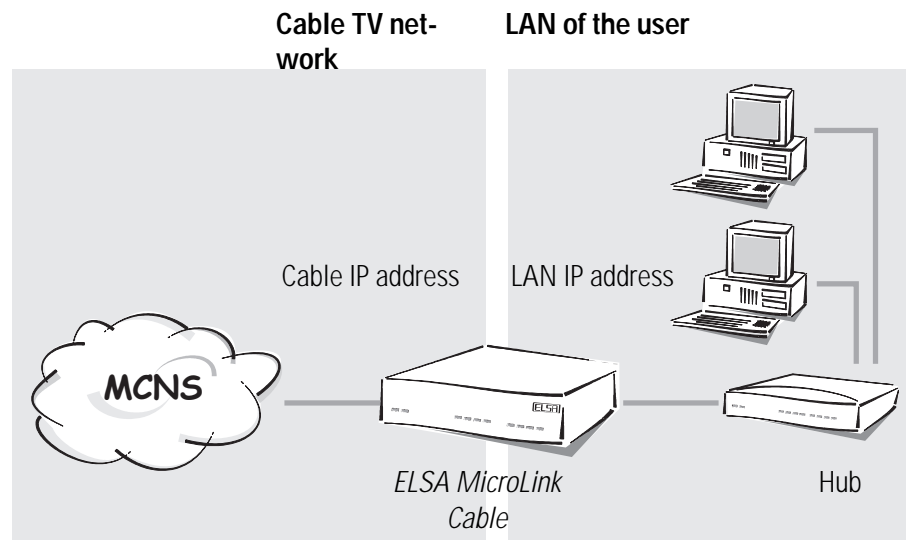 Cable TV net-
work
LAN of the user
Cable IP address
LAN IP address
MCNS
ELSA
ELSA MicroLink
Cable
Hub